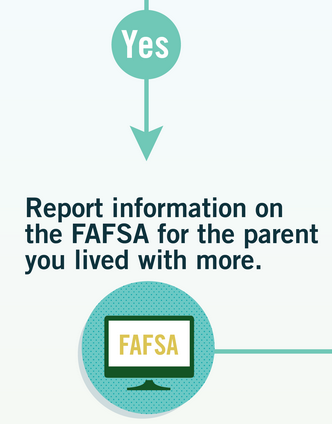 Yes
Report information on
the FAFSA for the parent
you lived with more.
FAFSA